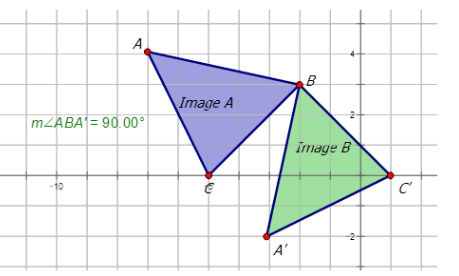 A
4
B
Image A
m∠ABA' = 90.00°
2
Image B
-10
C
C'
-2
A'